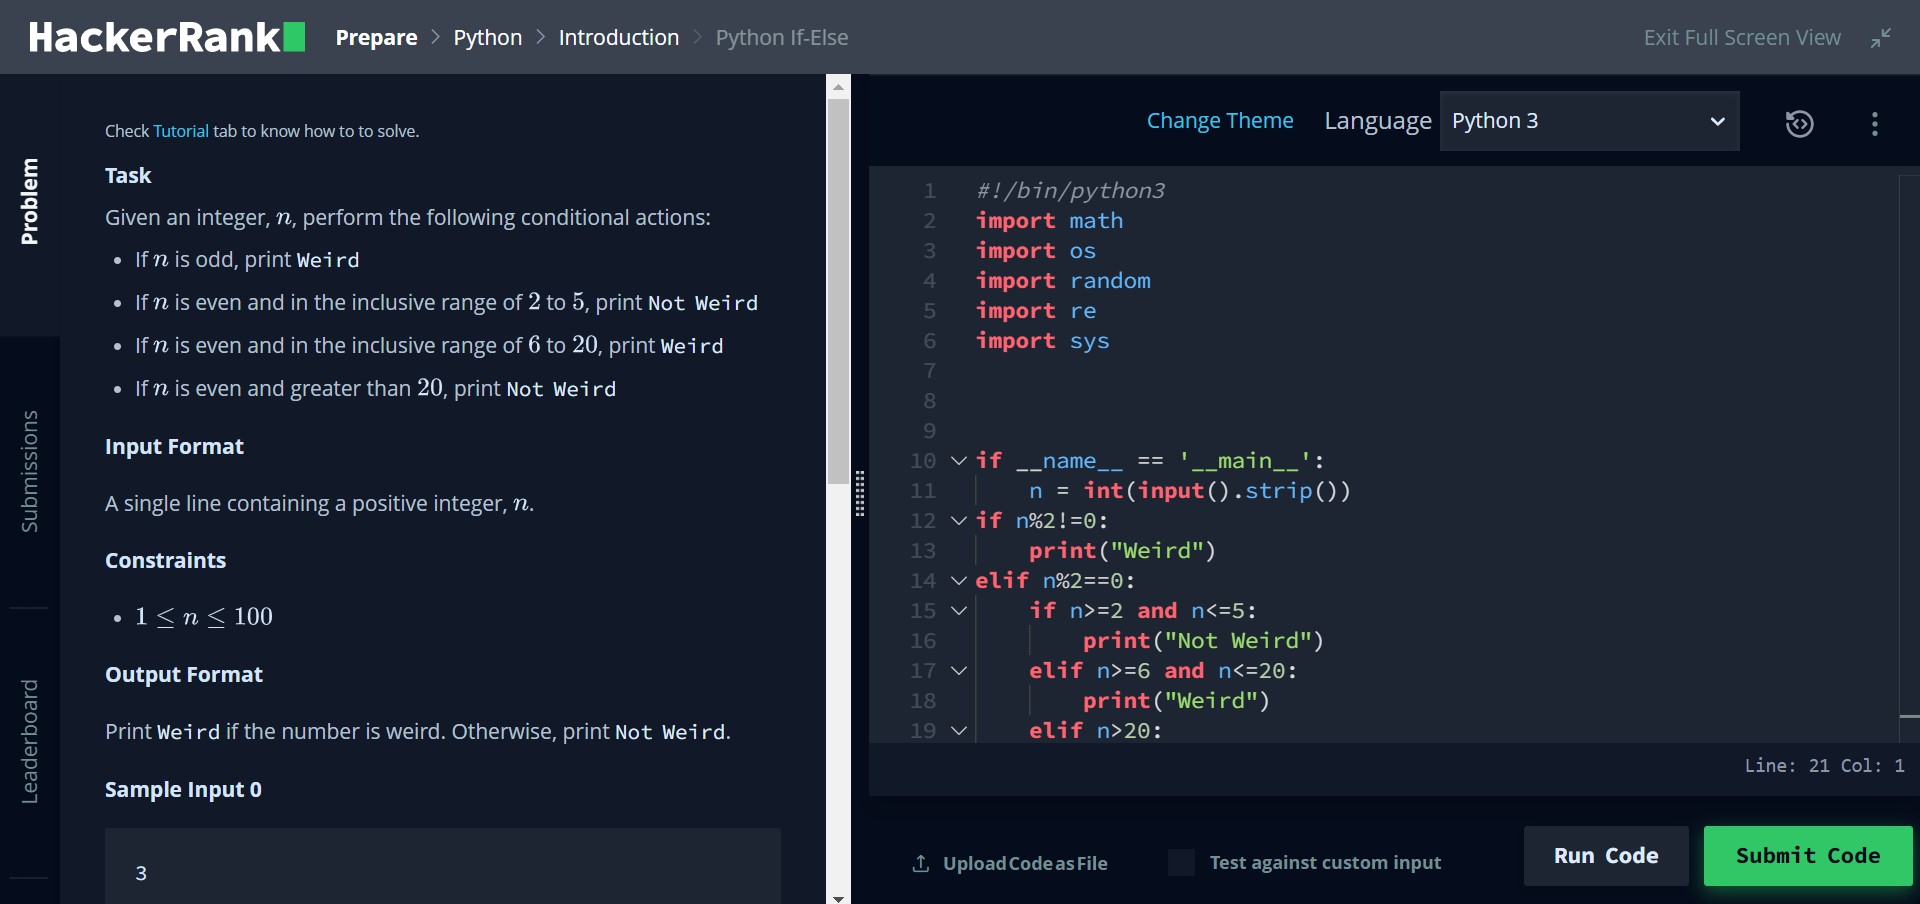 HackerRank Prepare > Python > Introduction > Python If-Else Exit Full Screen View
Problem
Submissions
Leaderboard
Check Tutorial tab to know how to to solve.
Task
Given an integer, n, perform the following conditional actions:
• If n is odd, print Weird
• If n is even and in the inclusive range of 2 to 5, print Not Weird
• If n is even and in the inclusive range of 6 to 20, print Weird
• If n is even and greater than 20, print Not Weird
Input Format
A single line containing a positive integer, n.
Constraints
• 1 ≤ n ≤ 100
Output Format
Print Weird if the number is weird. Otherwise, print Not Weird.
Sample Input 0
3
Change Theme Language Python 3
1 #!/bin/python3
2 import math
3 import os
4 import random
5 import re
6 import sys
7
8
9
10 if __name__ == '__main__':
11     n = int(input().strip())
12 if n%2!=0:
13     print("Weird")
14 elif n%2==0:
15     if n>=2 and n<=5:
16         print("Not Weird")
17     elif n>=6 and n<=20:
18         print("Weird")
19     elif n>20:
Line: 21 Col: 1
Upload Code as File Test against custom input Run Code Submit Code